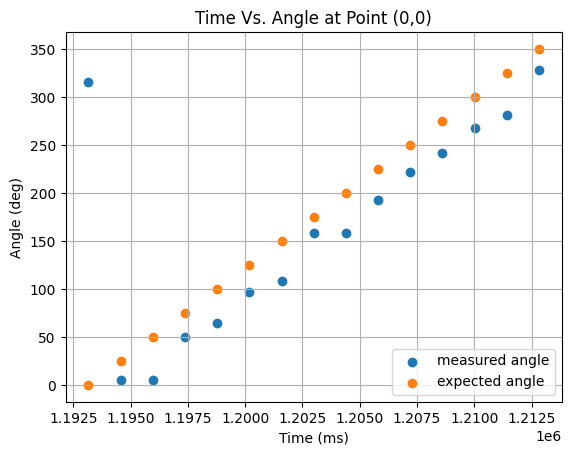 Time Vs. Angle at Point (0,0)
350
300
250
200
150
100
50
0
Angle (deg)
measured angle
expected angle
1.1925 1.1950 1.1975 1.2000 1.2025 1.2050 1.2075 1.2100 1.2125
1e6
Time (ms)